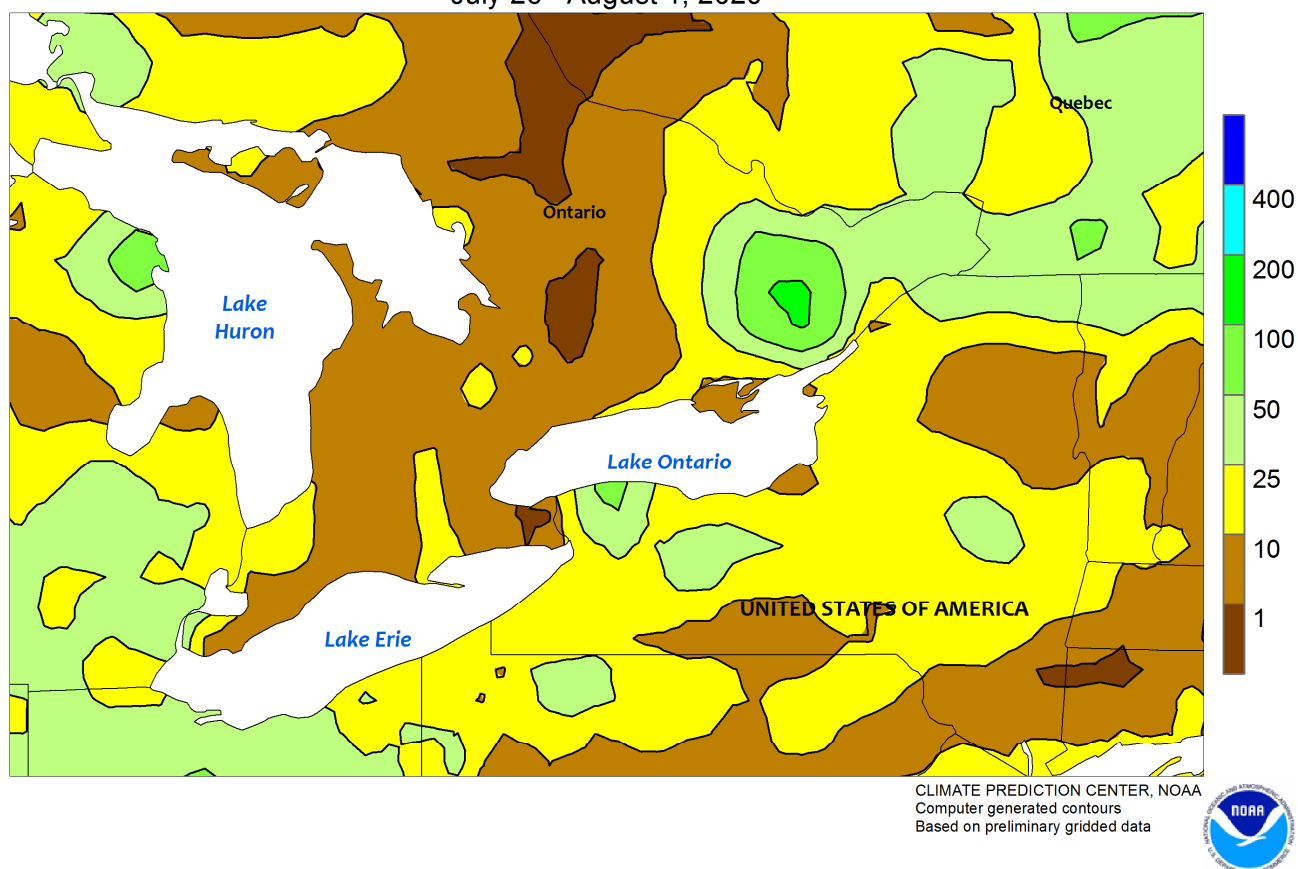 Quebec
Ontario
Lake
Huron
Lake Ontario
UNITED STATES OF AMERICA
Lake Erie
400
200
100
50
25
10
1
CLIMATE PREDICTION CENTER, NOAA
Computer generated contours
Based on preliminary gridded data
NOAA